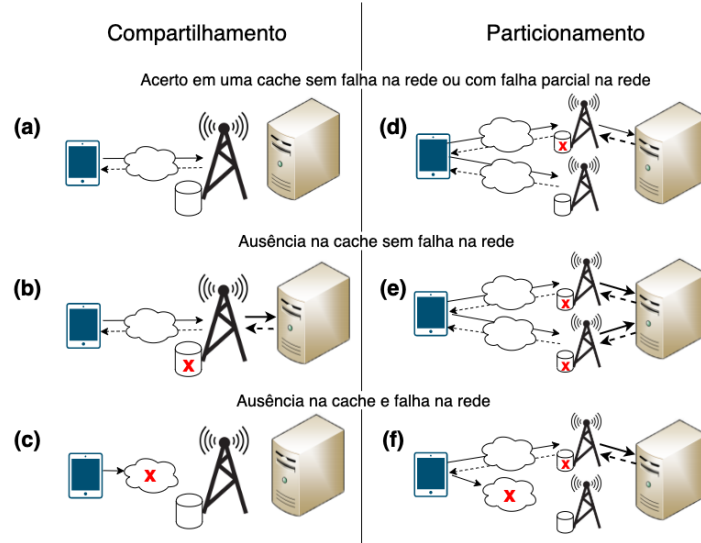 Compartilhamento
Particionamento
Acerto em uma cache sem falha na rede ou com falha parcial na rede
(a)
(d)
x
Ausência na cache sem falha na rede
(b)
(e)
x
x
x
Ausência na cache e falha na rede
(c)
(f)
x
x
x